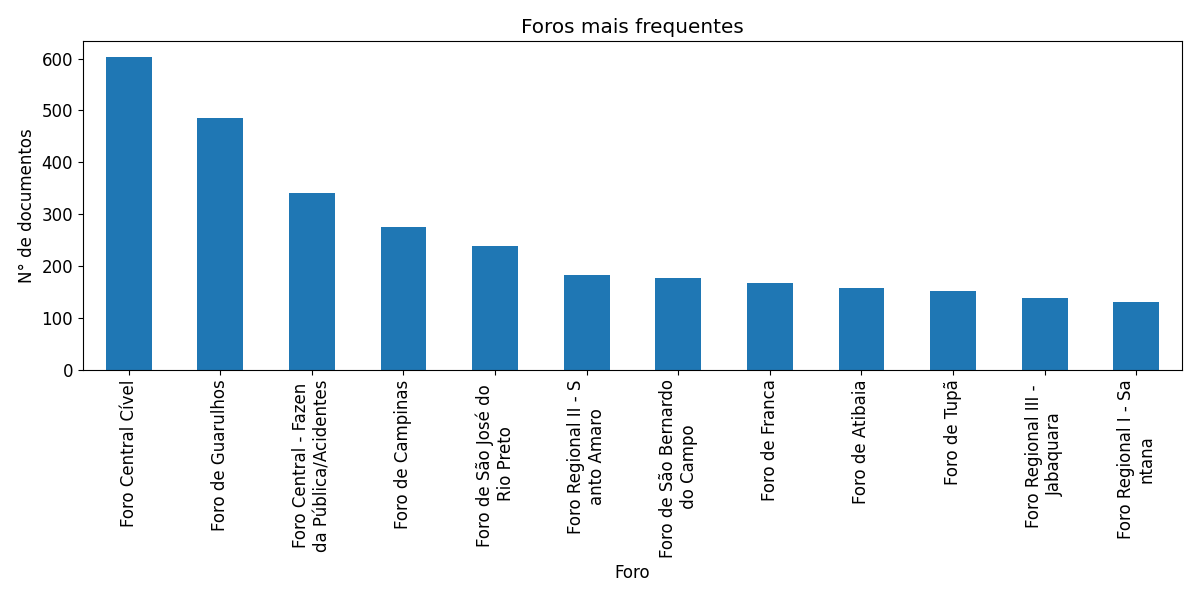 Foros mais frequentes
N° de documentos
600
500
400
300
200
100
0
Foro Central Cível
Foro de Guarulhos
Foro Central - Fazen
da Pública/Acidentes
Foro de Campinas
Foro de São José do
Rio Preto
Foro Regional II - S
anto Amaro
Foro de São Bernardo
do Campo
Foro de Franca
Foro de Atibaia
Foro de Tupã
Foro Regional III -
Jabaquara
Foro Regional I - Sa
ntana
Foro